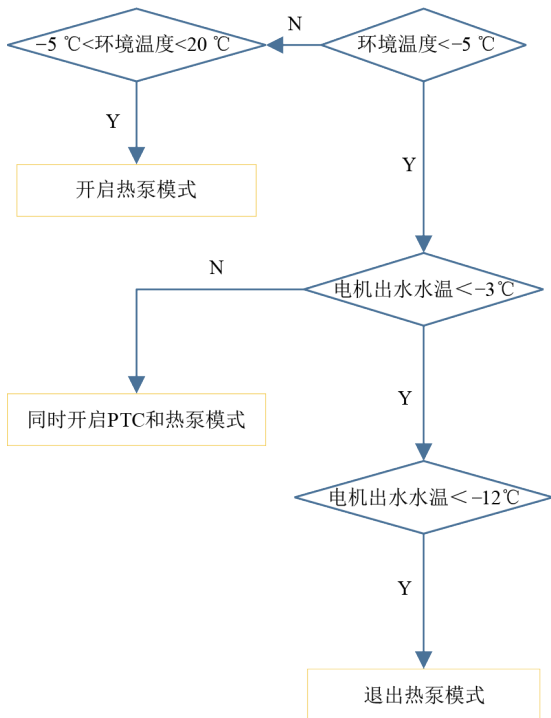 −5 ℃<环境温度<20 ℃
N
环境温度<−5 ℃
Y
开启热泵模式
Y
N
电机出水水温＜−3℃
同时开启PTC和热泵模式
Y
电机出水水温＜−12℃
Y
退出热泵模式